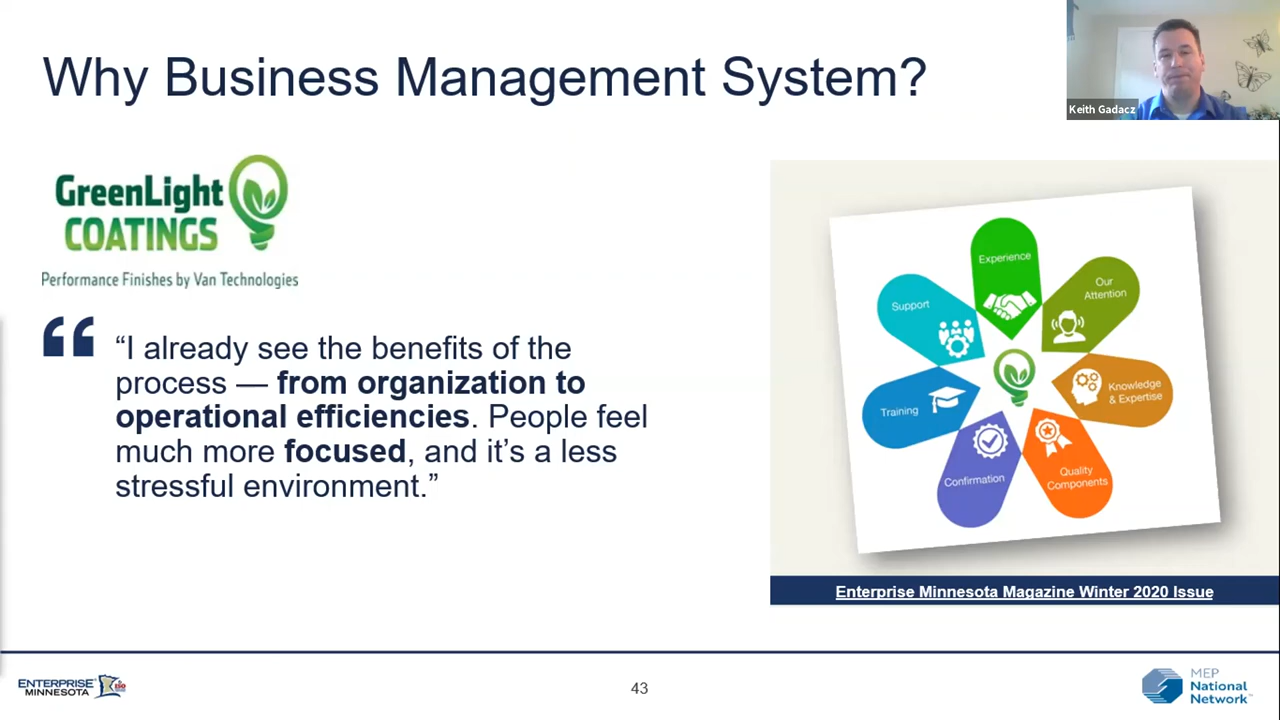 Why Business Management System?
Keith Gadacz
GreenLight
COATINGS
Performance Finishes by Van Technologies
“I already see the benefits of the
process — from organization to
operational efficiencies. People feel
much more focused, and it’s a less
stressful environment.”
Experience
Our
Attention
Support
Knowledge
& Expertise
Training
Quality
Components
Confirmation
Enterprise Minnesota Magazine Winter 2020 Issue
ENTERPRISE
MINNESOTA
ISO
43
MEP
National
Network™